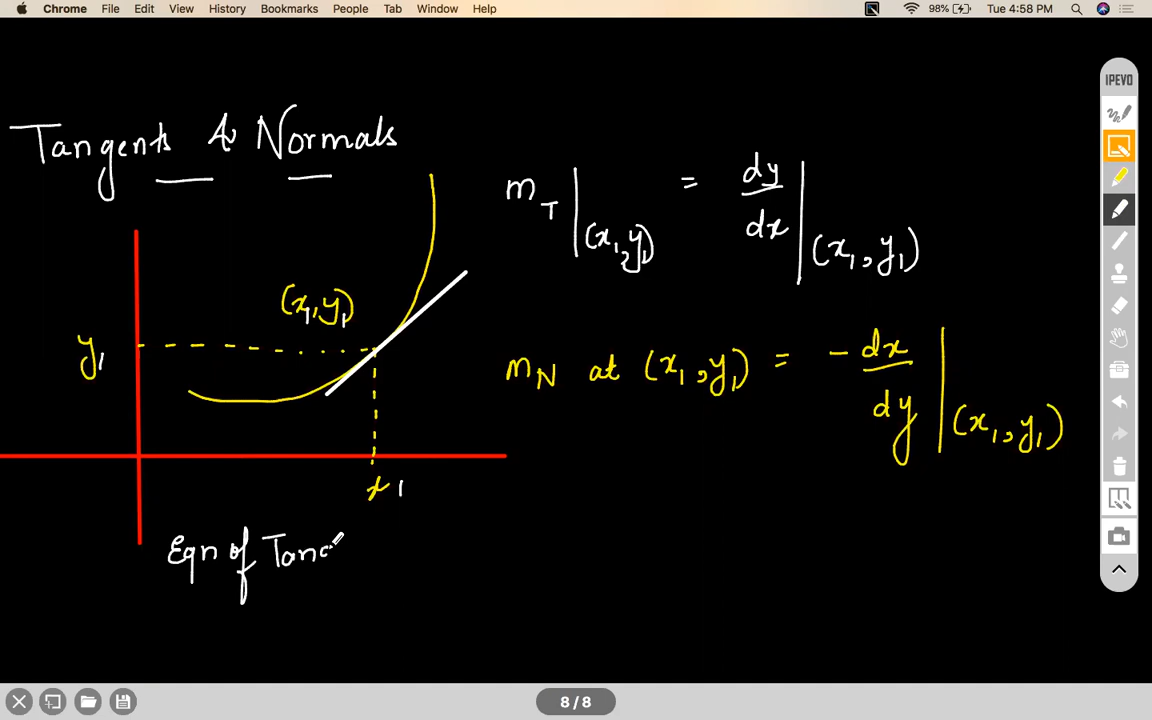 Chrome File Edit View History Bookmarks People Tab Window Help 98% Tue 4:58 PM
IPEVO
Tangents & Normals
m_T |_(x₁, y₁) = dy/dx |_(x₁, y₁)
(x₁, y₁)
y₁
m_N at (x₁, y₁) = - dx/dy |_(x₁, y₁)
x₁
Eqn of Tang
8 / 8